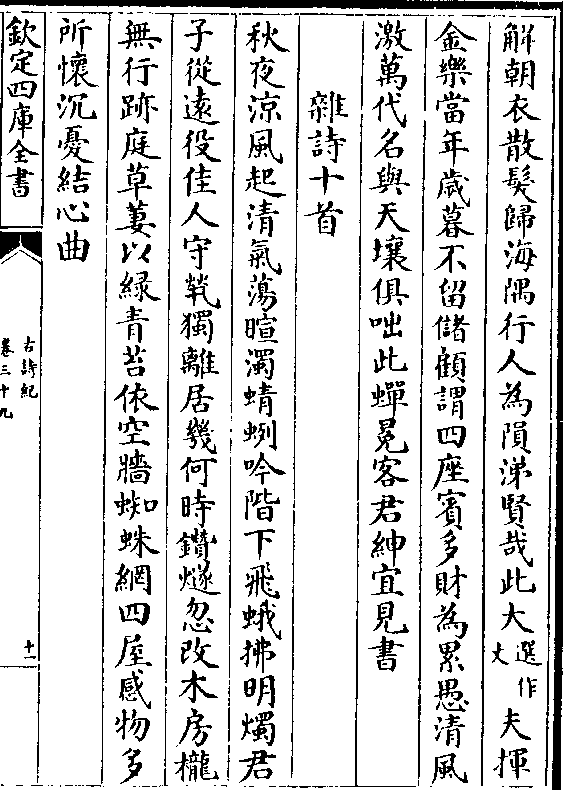 解朝衣散髮歸海隅行人為隕涕賢哉此大選作丈夫揮
金樂當年歲暮不留儲顧謂四座賓多財為累愚清風
激萬代名與天壤俱咄此蟬冕客君紳宜見書
雜詩十首
秋夜涼風起清氣蕩暄濁蜻蛚吟階下飛蛾拂明燭君
子從遠役佳人守煢獨離居幾何時鑽燧忽改木房櫳
無行跡庭草萋以緑青苔依空牆蜘蛛網四屋感物多
所懷沉憂結心曲
欽定四庫全書
古詩紀
卷三十九
十一